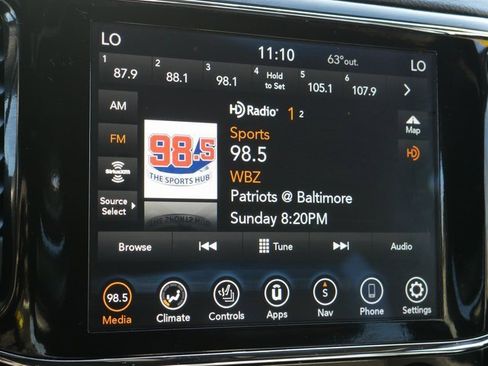 LO 11:10 63° out. LO
1 87.9 2 88.1 3 98.1 4 Hold to Set 5 105.1 6 107.9
AM
FM
SiriusXM
Source Select
98.5
THE SPORTS HUB
HD Radio 1 2
Sports
98.5
WBZ
Patriots @ Baltimore
Sunday 8:20PM
Map
HD
Browse Tune Audio
98.5 S
Media Climate Controls Apps Nav Phone Settings